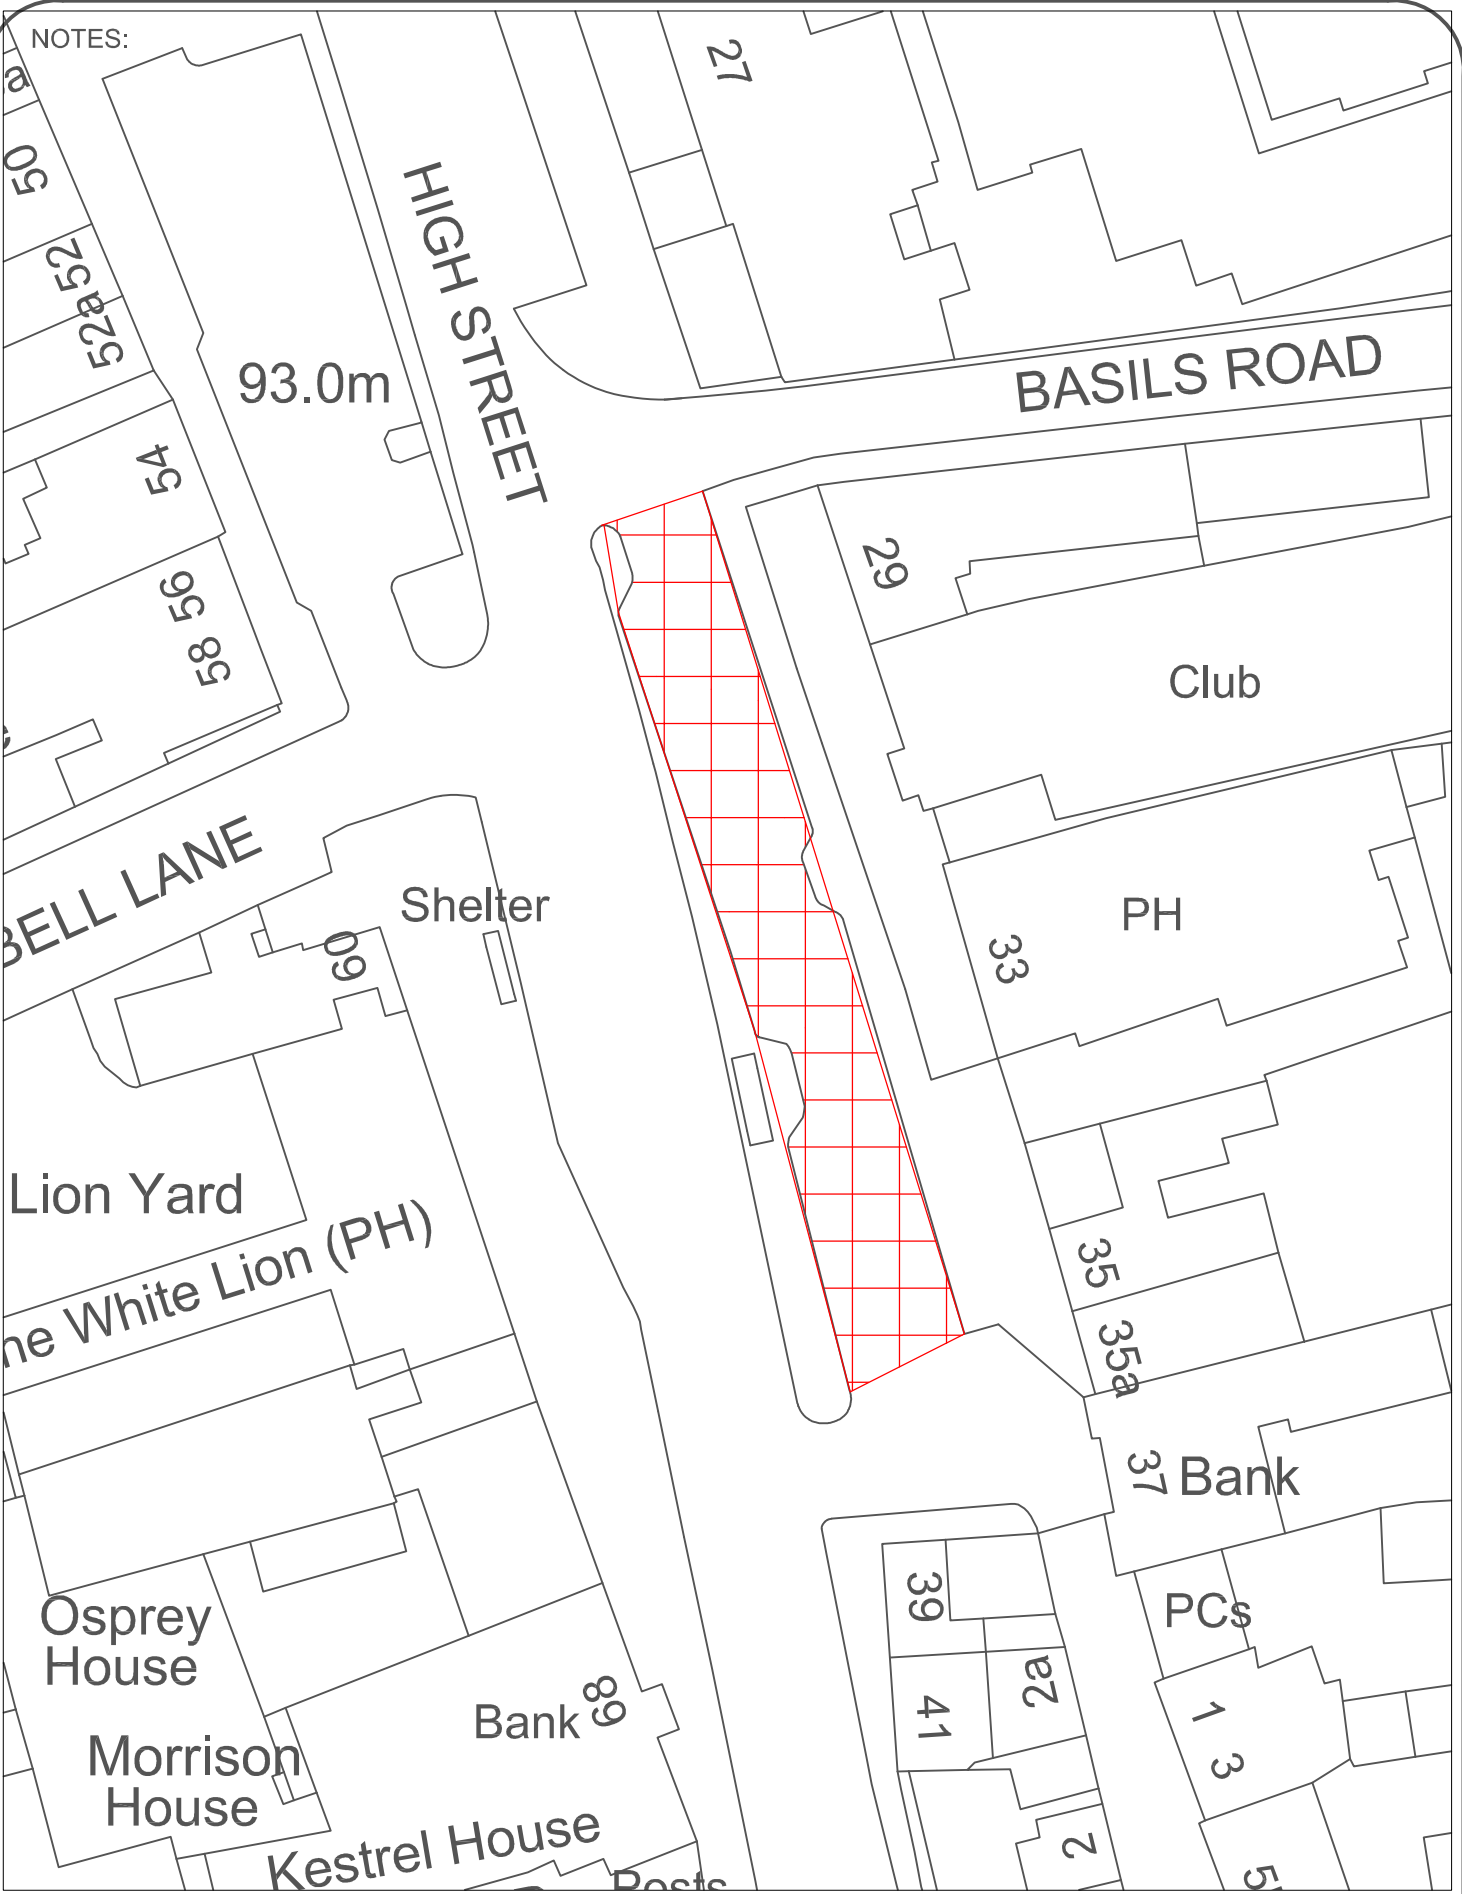 NOTES:
a
27
50
52
52a
HIGH STREET
93.0m
BASILS ROAD
54
56
58
29
Club
BELL LANE
Shelter
60
PH
33
Lion Yard
ne White Lion (PH)
35
35a
37
Bank
39
PCs
Osprey
House
2a
41
1
3
68
Bank
Morrison
House
Kestrel House
2
Posts
5